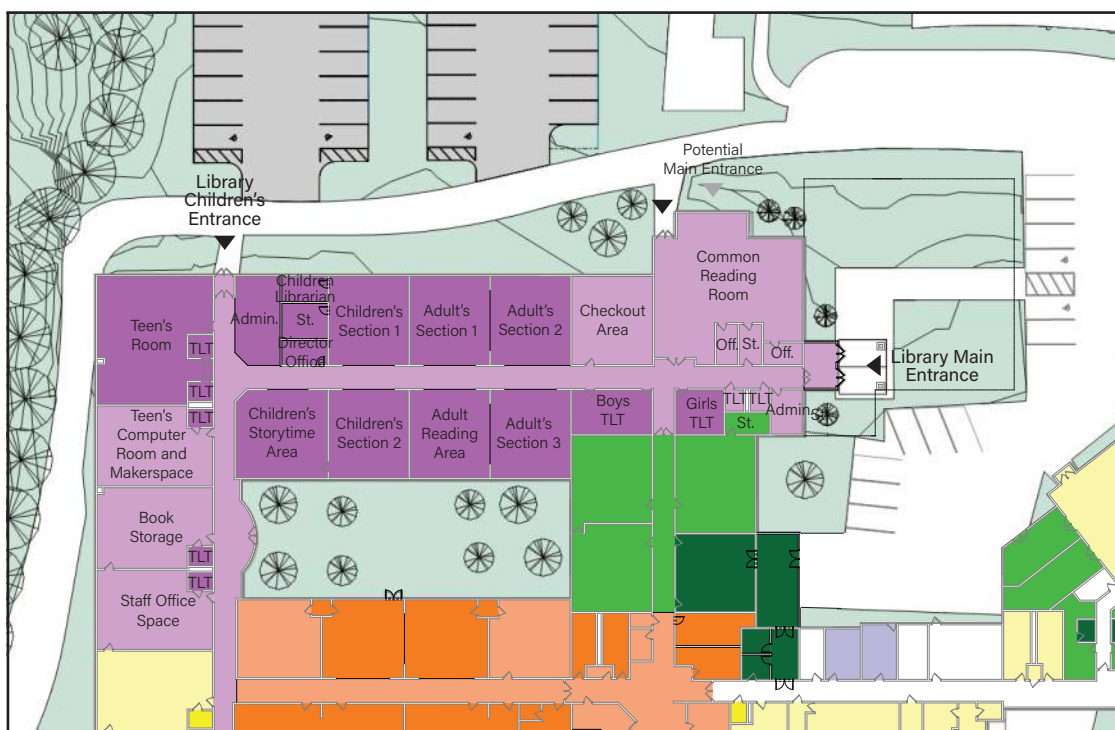 Potential
Main Entrance
Library
Children's
Entrance
Common
Reading
Room
Children
Librarian
Admin.
St.
Director
Office
Children's
Section 1
Adult's
Section 1
Adult's
Section 2
Checkout
Area
Teen's
Room
TLT
TLT
TLT
Off.
St.
Off.
Library Main
Entrance
Teen's
Computer
Room and
Makerspace
Children's
Storytime
Area
Children's
Section 2
Adult
Reading
Area
Adult's
Section 3
Boys
TLT
Girls
TLT
TLT
TLT
St.
Admin.
Book
Storage
TLT
TLT
Staff Office
Space